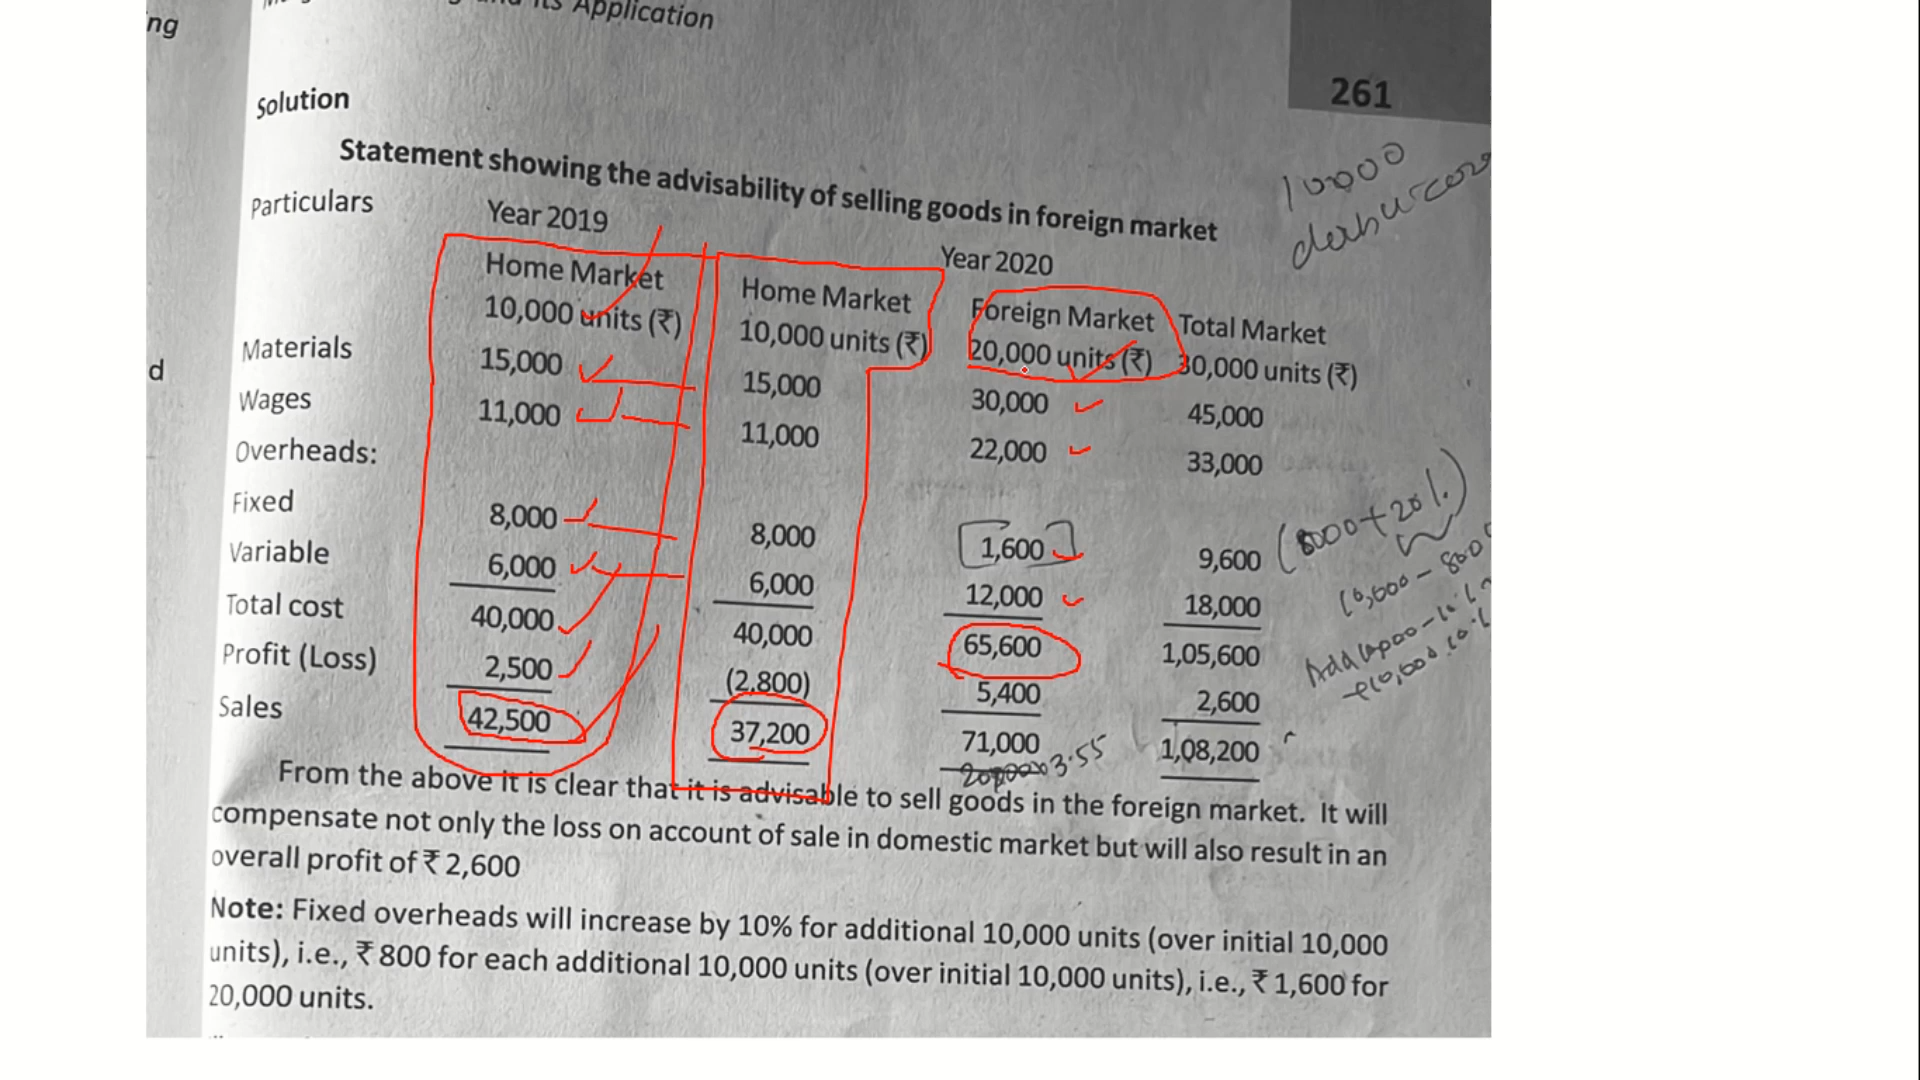 ng
its Application
261
Solution
Statement showing the advisability of selling goods in foreign market
Particulars Year 2019 Year 2020
Home Market Home Market Foreign Market Total Market
10,000 units (₹) 10,000 units (₹) 20,000 units (₹) 30,000 units (₹)
Materials 15,000 15,000 30,000 45,000
Wages 11,000 11,000 22,000 33,000
Overheads:
Fixed 8,000 8,000 1,600 9,600 (8000+20%)
Variable 6,000 6,000 12,000 18,000
Total cost 40,000 40,000 65,600 1,05,600
Profit (Loss) 2,500 (2,800) 5,400 2,600
Sales 42,500 37,200 71,000 1,08,200
3.55
10000
d
From the above it is clear that it is advisable to sell goods in the foreign market. It will
compensate not only the loss on account of sale in domestic market but will also result in an
overall profit of ₹ 2,600
Note: Fixed overheads will increase by 10% for additional 10,000 units (over initial 10,000
units), i.e., ₹ 800 for each additional 10,000 units (over initial 10,000 units), i.e., ₹ 1,600 for
20,000 units.